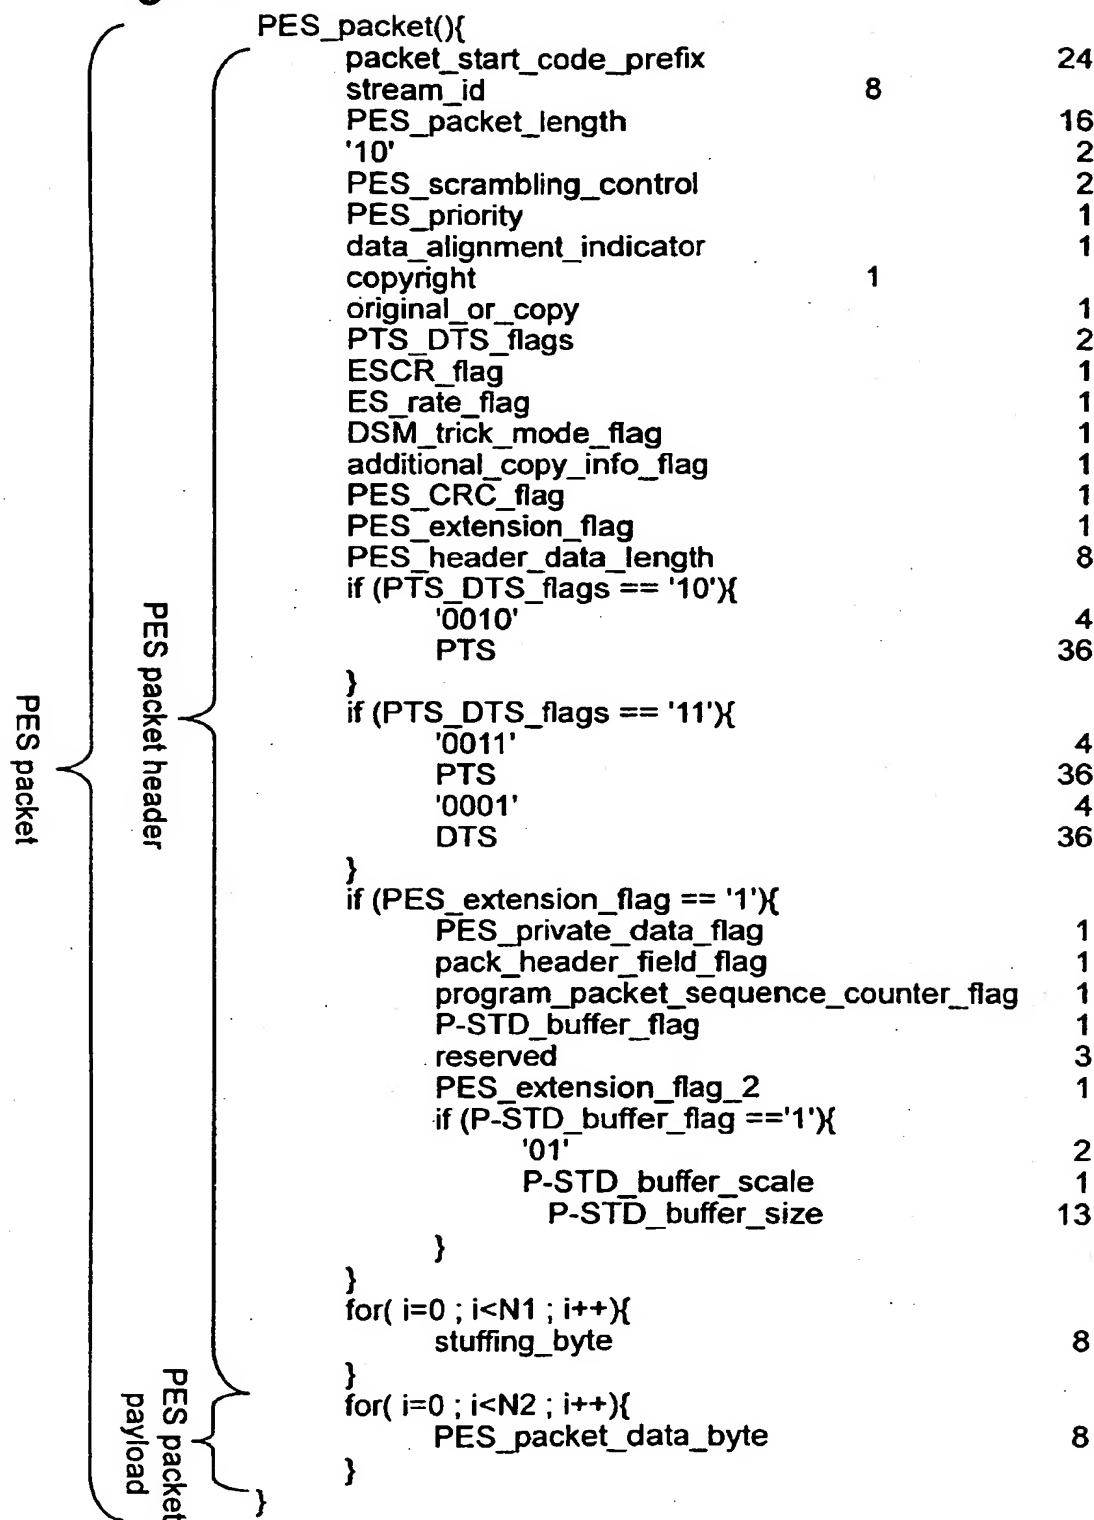 PES_packet(){
packet_start_code_prefix 24
stream_id 8
PES_packet_length 16
'10' 2
PES_scrambling_control 2
PES_priority 1
data_alignment_indicator 1
copyright 1
original_or_copy 1
PTS_DTS_flags 2
ESCR_flag 1
ES_rate_flag 1
DSM_trick_mode_flag 1
additional_copy_info_flag 1
PES_CRC_flag 1
PES_extension_flag 1
PES_header_data_length 8
if (PTS_DTS_flags == '10'){
'0010' 4
PTS 36
}
if (PTS_DTS_flags == '11'){
'0011' 4
PTS 36
'0001' 4
DTS 36
}
if (PES_extension_flag == '1'){
PES_private_data_flag 1
pack_header_field_flag 1
program_packet_sequence_counter_flag 1
P-STD_buffer_flag 1
reserved 3
PES_extension_flag_2 1
if (P-STD_buffer_flag =='1'){
'01' 2
P-STD_buffer_scale 1
P-STD_buffer_size 13
}
}
for( i=0 ; i<N1 ; i++){
stuffing_byte 8
}
for( i=0 ; i<N2 ; i++){
PES_packet_data_byte 8
}
}
PES packet header
PES packet
PES packet
payload